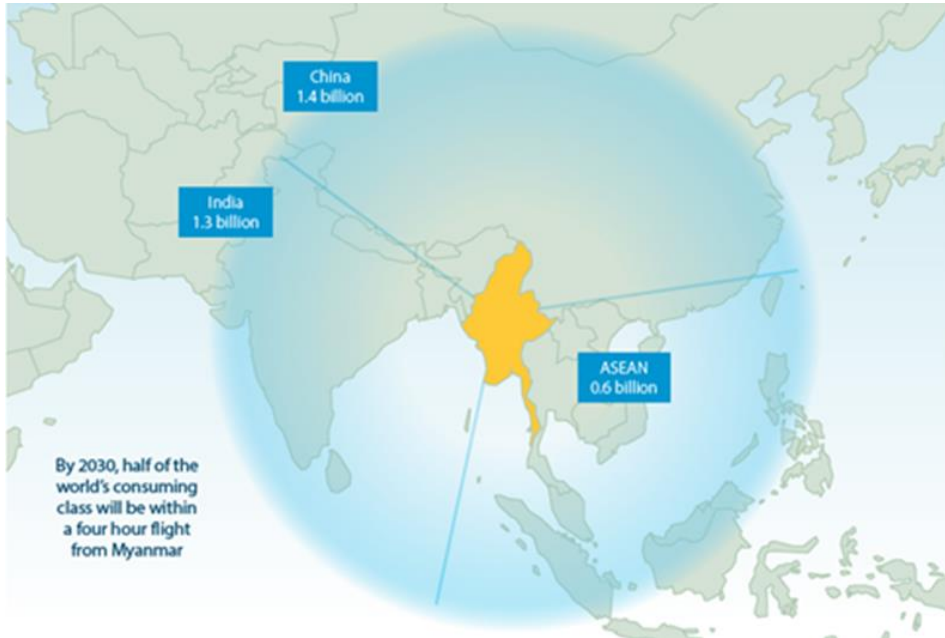 China
1.4 billion
India
1.3 billion
ASEAN
0.6 billion
By 2030, half of the
world's consuming
class will be within
a four hour flight
from Myanmar